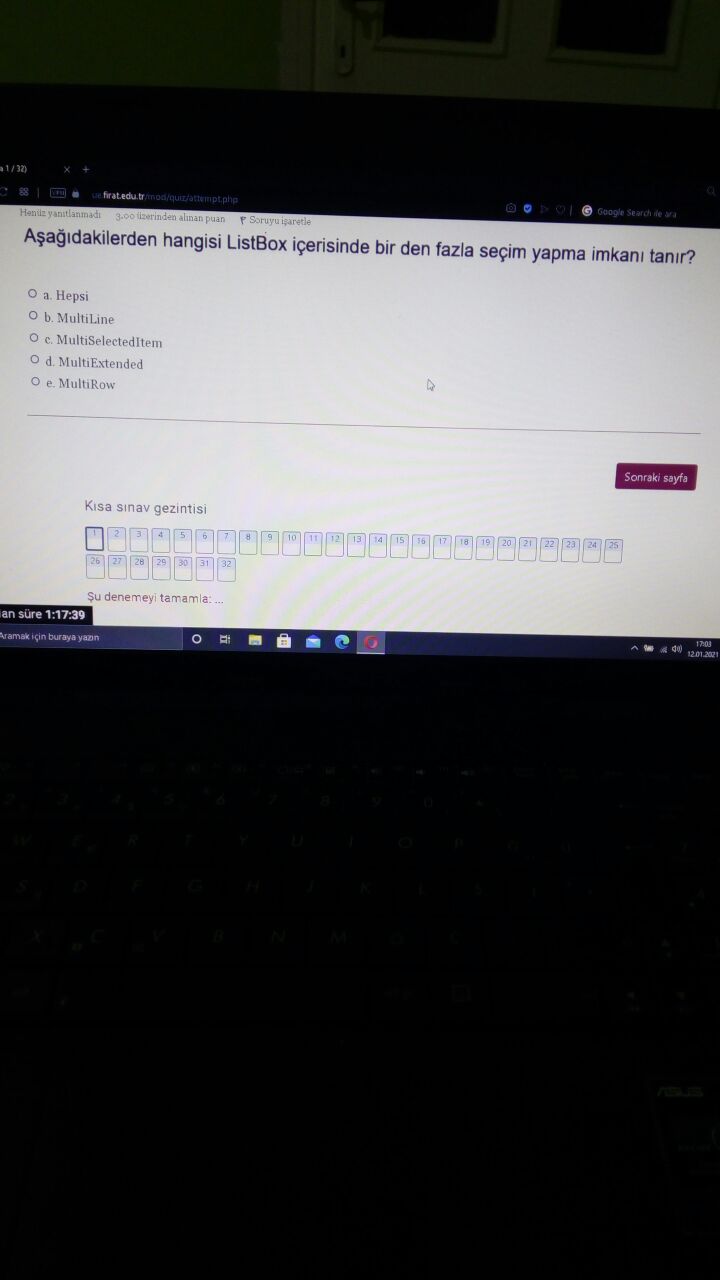 a 1 / 32)
VPN
ue.firat.edu.tr/mod/quiz/attempt.php
Google Search ile ara
Henüz yanıtlanmadı 3,00 üzerinden alınan puan Soruyu işaretle
Aşağıdakilerden hangisi ListBox içerisinde bir den fazla seçim yapma imkanı tanır?
a. Hepsi
b. MultiLine
c. MultiSelectedItem
d. MultiExtended
e. MultiRow
Sonraki sayfa
Kısa sınav gezintisi
1 2 3 4 5 6 7 8 9 10 11 12 13 14 15 16 17 18 19 20 21 22 23 24 25
26 27 28 29 30 31 32
Şu denemeyi tamamla: ...
an süre 1:17:39
Aramak için buraya yazın
17:03
12.01.2021
ASUS